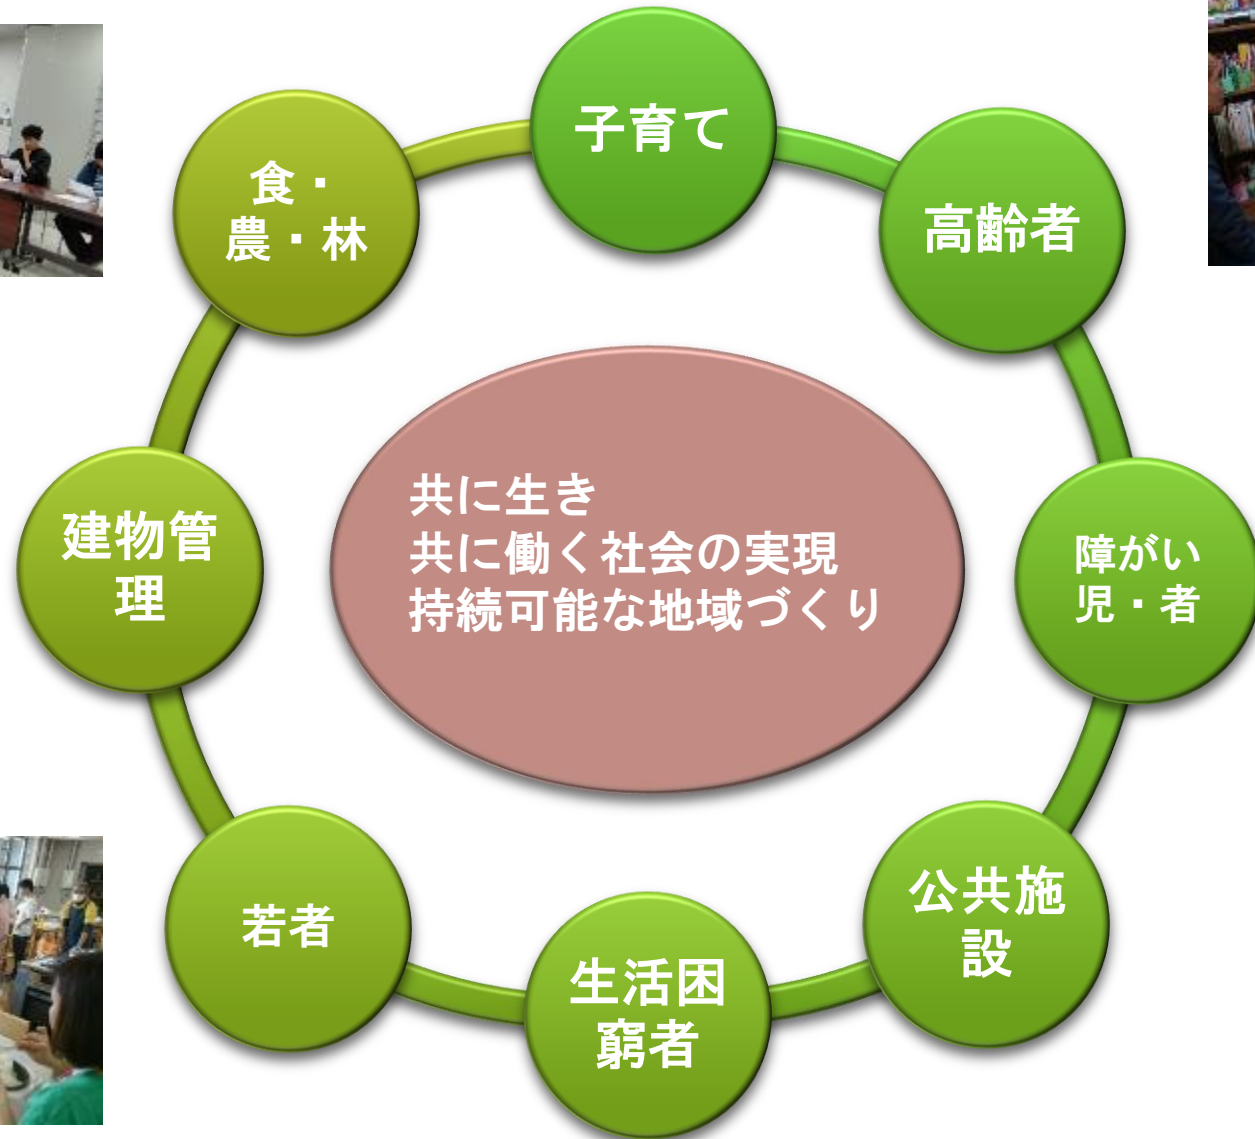 子育て
高齢者
障がい
児・者
公共施
設
生活困
窮者
若者
建物管
理
食・
農・林
共に生き
共に働く社会の実現
持続可能な地域づくり